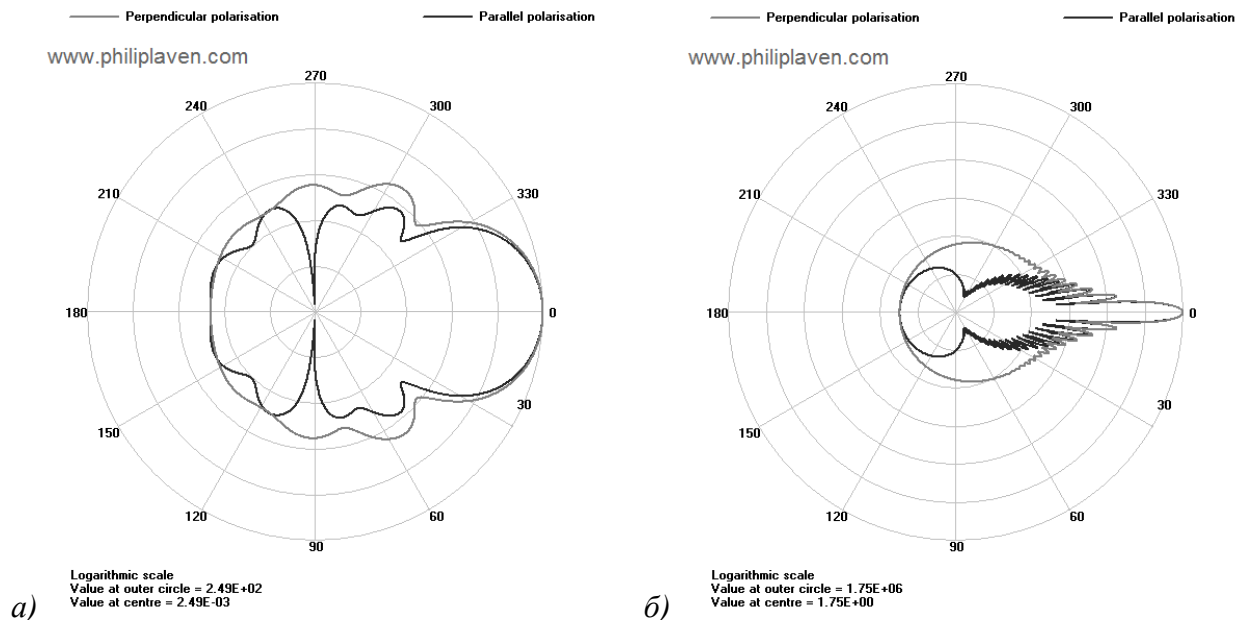 Perpendicular polarisation Parallel polarisation
www.philiplaven.com
270
240 300
210 330
180 0
150 30
120 60
90
Logarithmic scale
Value at outer circle = 2.49E+02
Value at centre = 2.49E-03
а)
Perpendicular polarisation Parallel polarisation
www.philiplaven.com
270
240 300
210 330
180 0
150 30
120 60
90
Logarithmic scale
Value at outer circle = 1.75E+06
Value at centre = 1.75E+00
б)